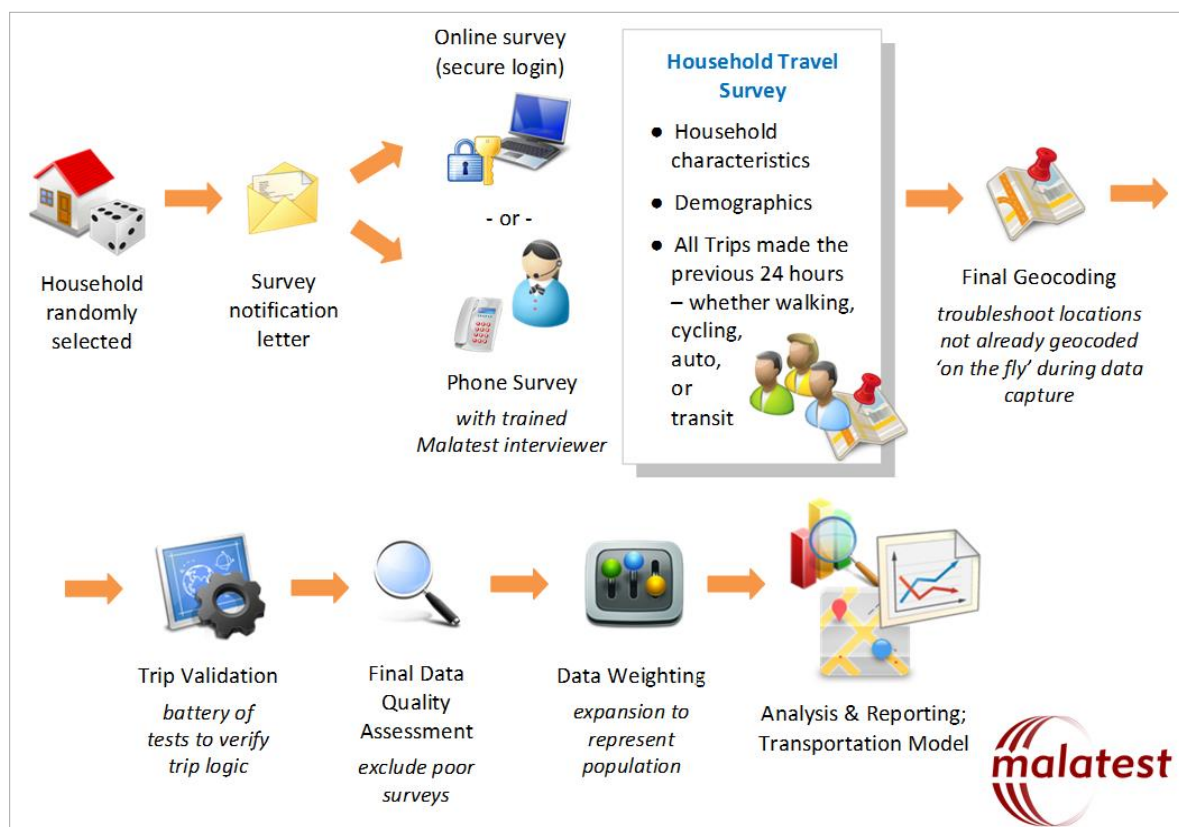 Household
randomly
selected
Survey
notification
letter
Online survey
(secure login)
- or -
Phone Survey
with trained
Malatest interviewer
Household Travel
Survey
● Household
characteristics
● Demographics
● All Trips made the
previous 24 hours
– whether walking,
cycling,
auto,
or
transit
Final Geocoding
troubleshoot locations
not already geocoded
‘on the fly’ during data
capture
Trip Validation
battery of
tests to verify
trip logic
Final Data
Quality
Assessment
exclude poor
surveys
Data Weighting
expansion to
represent
population
Analysis & Reporting;
Transportation Model
malatest